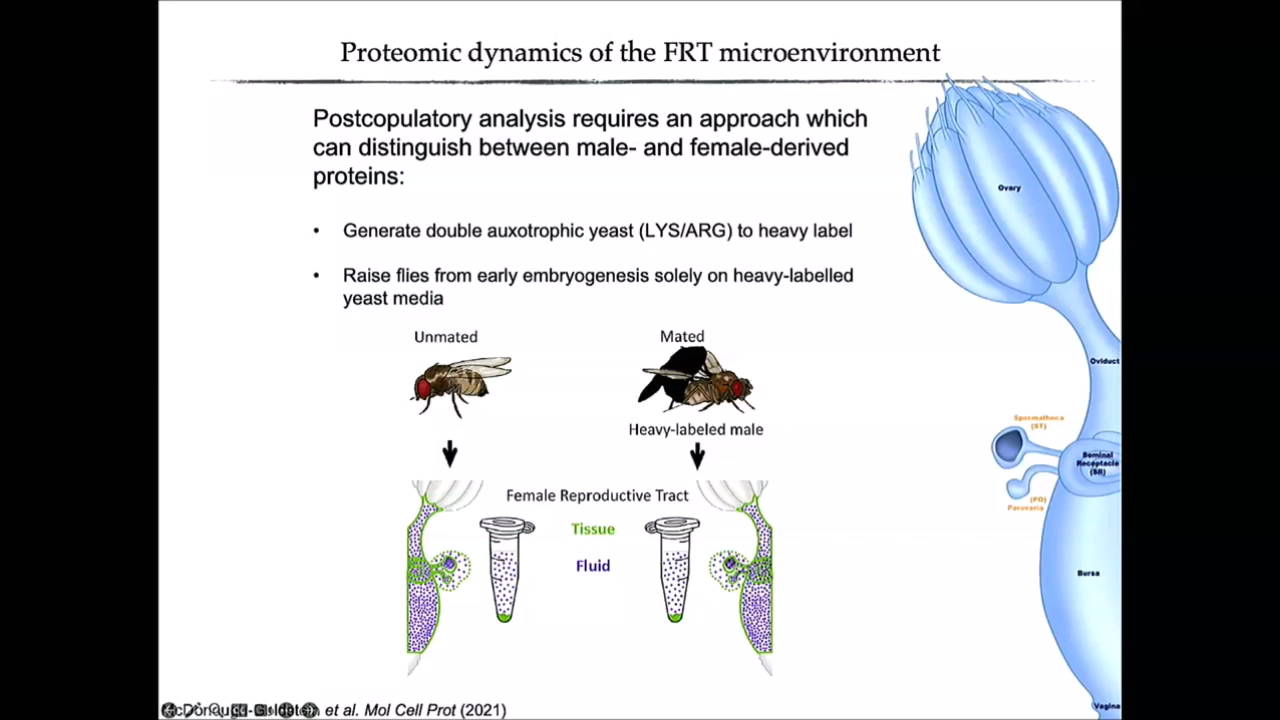 Proteomic dynamics of the FRT microenvironment
Postcopulatory analysis requires an approach which
can distinguish between male- and female-derived
proteins:
• Generate double auxotrophic yeast (LYS/ARG) to heavy label
• Raise flies from early embryogenesis solely on heavy-labelled
yeast media
Unmated
Mated
Heavy-labeled male
Female Reproductive Tract
Tissue
Fluid
Ovary
Oviduct
Spermatheca
(ST)
Seminal
Receptacle
(SR)
(PO)
Parovaria
Bursa
Vagina
et al. Mol Cell Prot (2021)